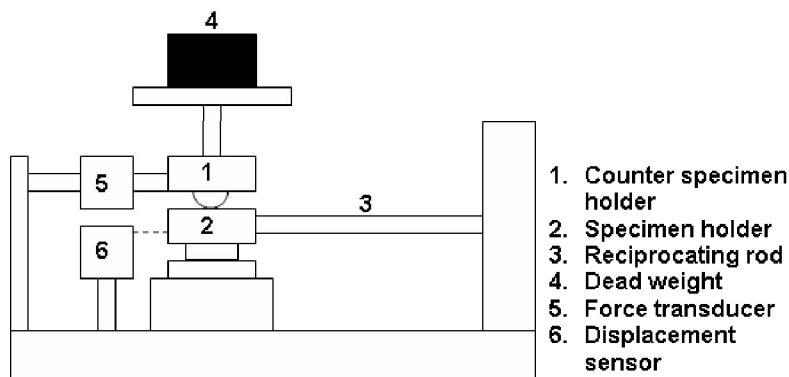 4
1
5
3
2
6
1. Counter specimen
holder
2. Specimen holder
3. Reciprocating rod
4. Dead weight
5. Force transducer
6. Displacement
sensor